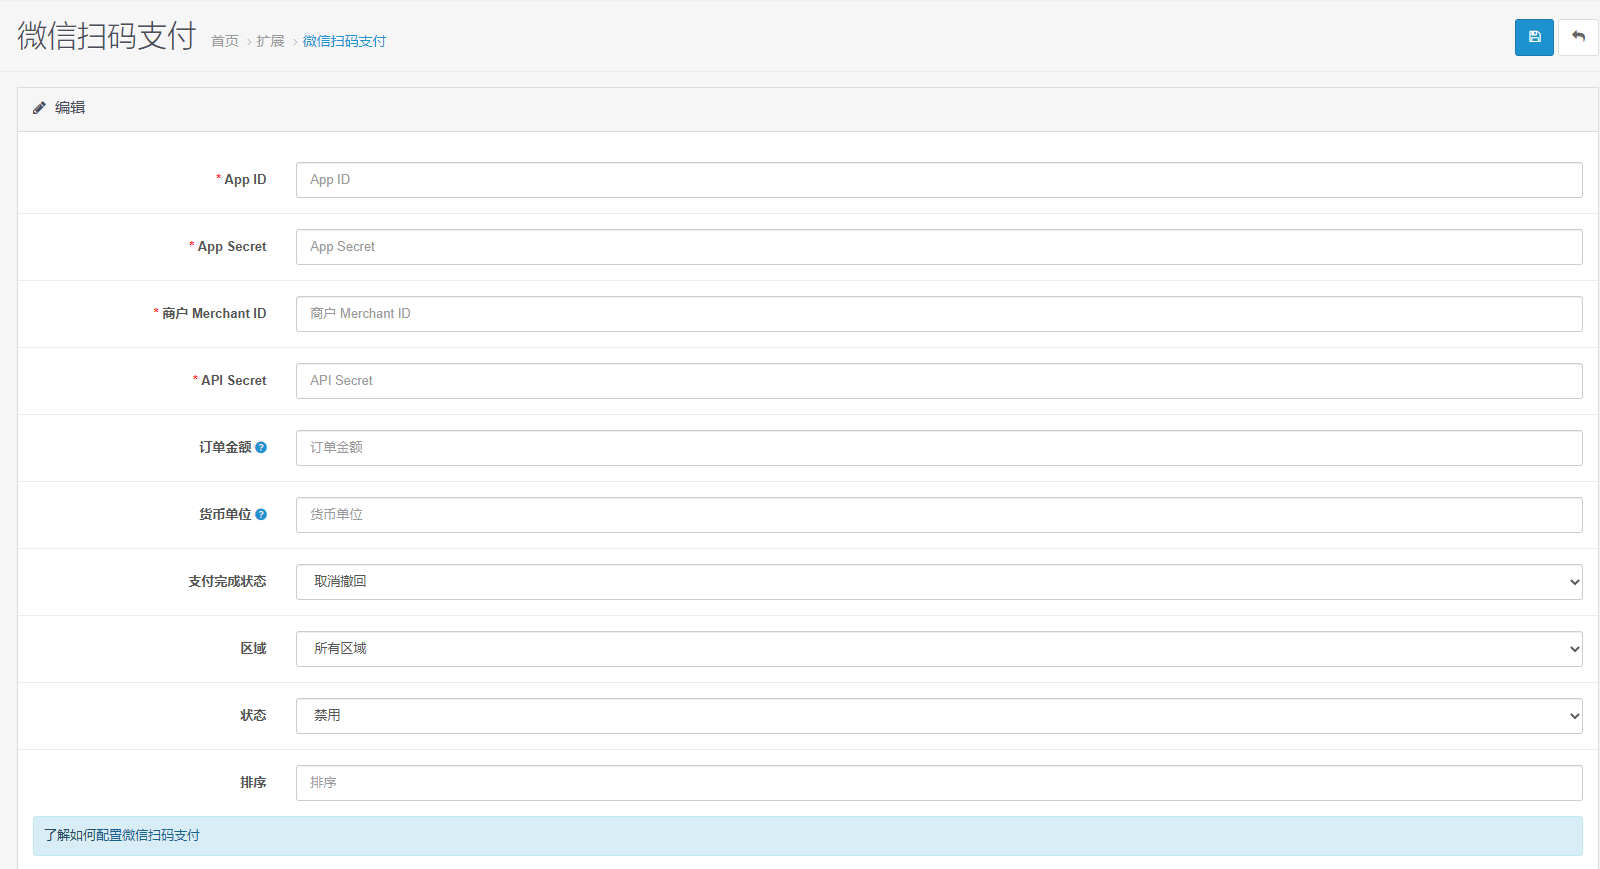 微信扫码支付 首页 › 扩展 › 微信扫码支付
编辑
* App ID App ID
* App Secret App Secret
* 商户 Merchant ID 商户 Merchant ID
* API Secret API Secret
订单金额 订单金额
货币单位 货币单位
支付完成状态 取消撤回
区域 所有区域
状态 禁用
排序 排序
了解如何配置微信扫码支付